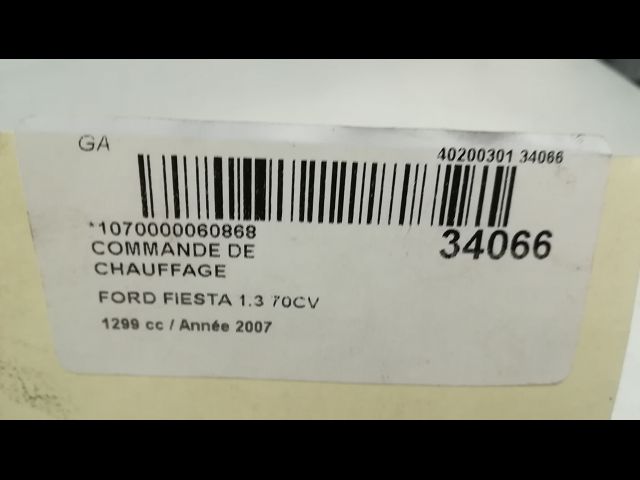 GA
40200301 34066
*1070000060868
34066
COMMANDE DE
CHAUFFAGE
FORD FIESTA 1.3 70CV
1299 cc / Année 2007